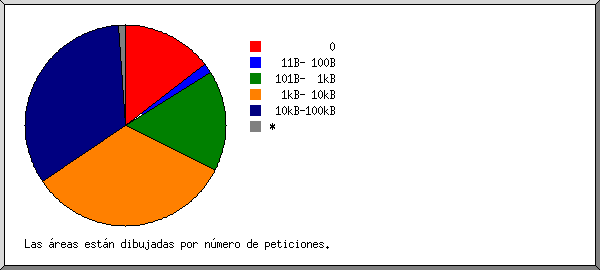 0
11B- 100B
101B- 1kB
1kB- 10kB
10kB-100kB
*
Las áreas están dibujadas por número de peticiones.